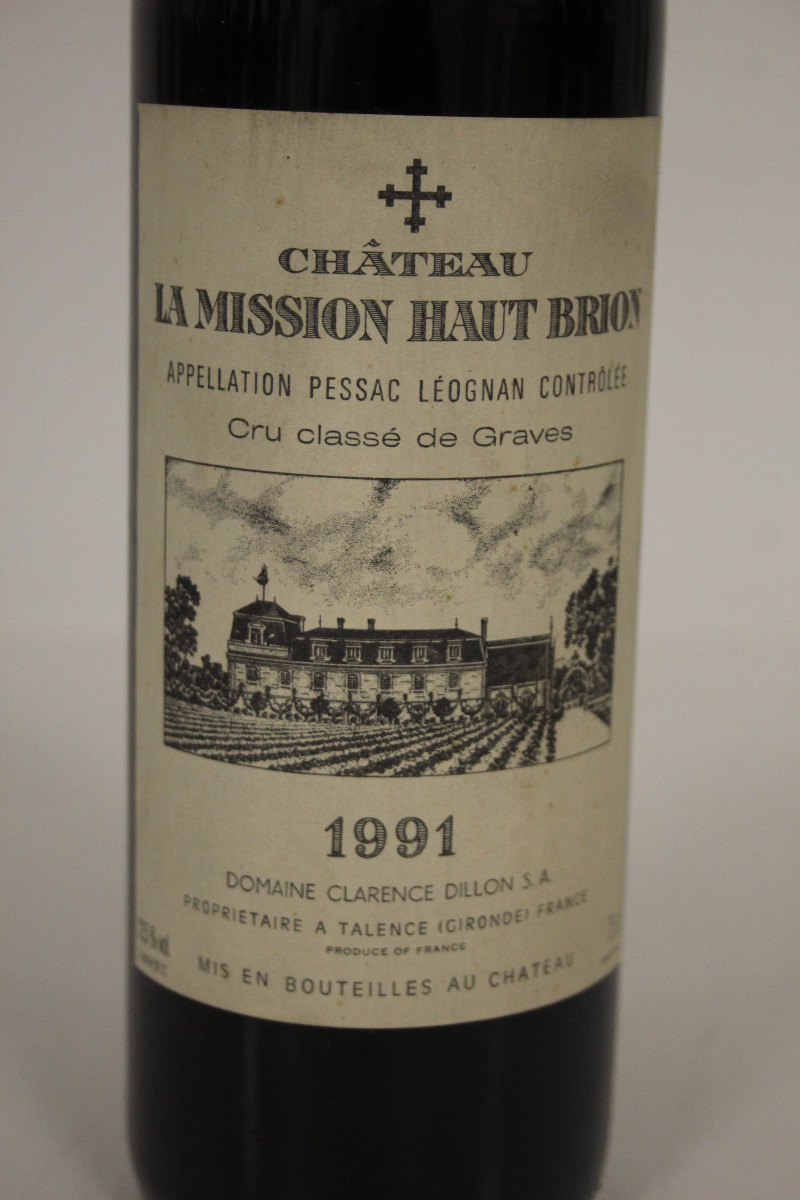 CHÂTEAU
LA MISSION HAUT BRION
APPELLATION PESSAC LÉOGNAN CONTRÔLÉE
Cru classé de Graves
1991
DOMAINE CLARENCE DILLON S.A.
PROPRIETAIRE A TALENCE (GIRONDE) FRANCE
PRODUCE OF FRANCE
MIS EN BOUTEILLES AU CHATEAU